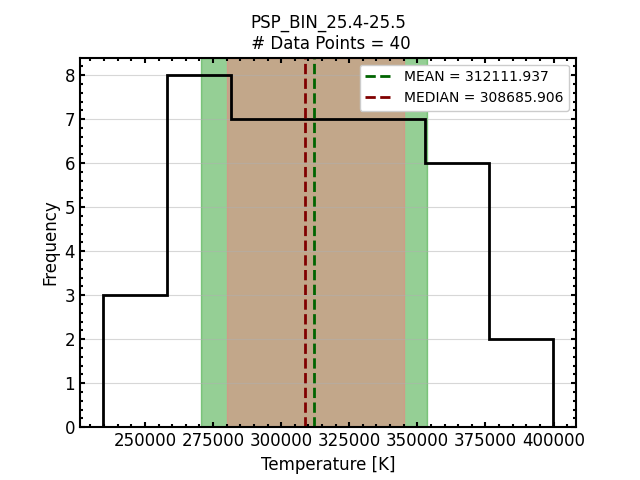 PSP_BIN_25.4-25.5
# Data Points = 40
MEAN = 312111.937
MEDIAN = 308685.906
8
7
6
5
4
3
2
1
0
Frequency
250000 275000 300000 325000 350000 375000 400000
Temperature [K]